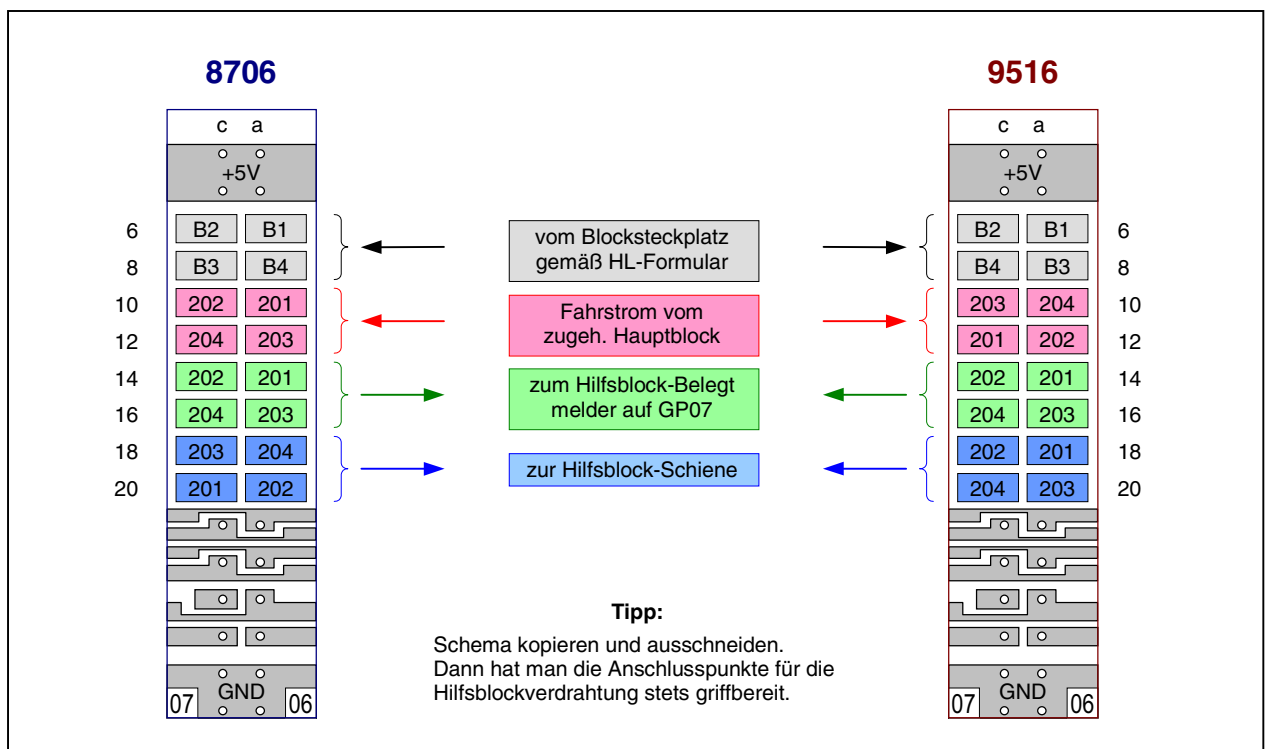 8706 9516
c a c a
+5V +5V
6 B2 B1 vom Blocksteckplatz B2 B1 6
8 B3 B4 gemäß HL-Formular B4 B3 8
10 202 201 Fahrstrom vom 203 204 10
12 204 203 zugeh. Hauptblock 201 202 12
14 202 201 zum Hilfsblock-Belegt 202 201 14
16 204 203 melder auf GP07 204 203 16
18 203 204 zur Hilfsblock-Schiene 202 201 18
20 201 202 204 203 20
Tipp:
Schema kopieren und ausschneiden.
Dann hat man die Anschlusspunkte für die
Hilfsblockverdrahtung stets griffbereit.
07 GND 06 07 GND 06